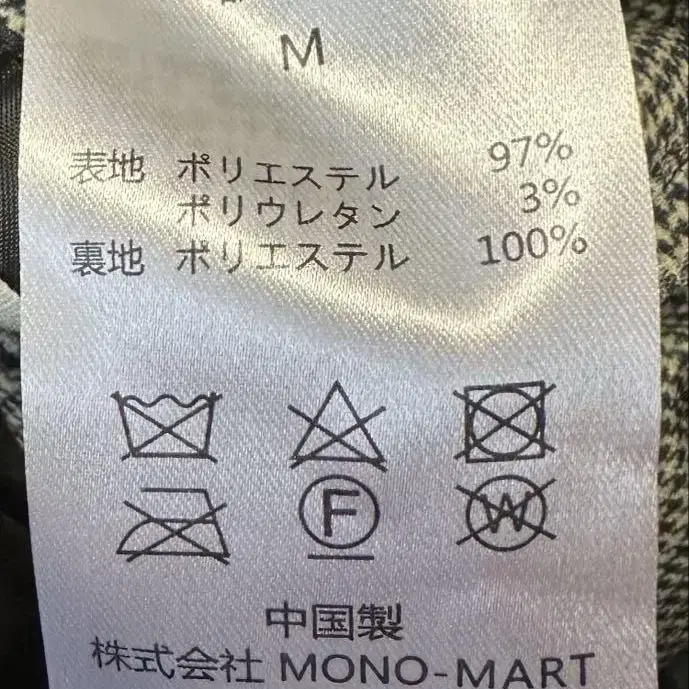 M
表地 ポリエステル 97%
ポリウレタン 3%
裏地 ポリエステル 100%
F W
中国製
株式会社 MONO-MART